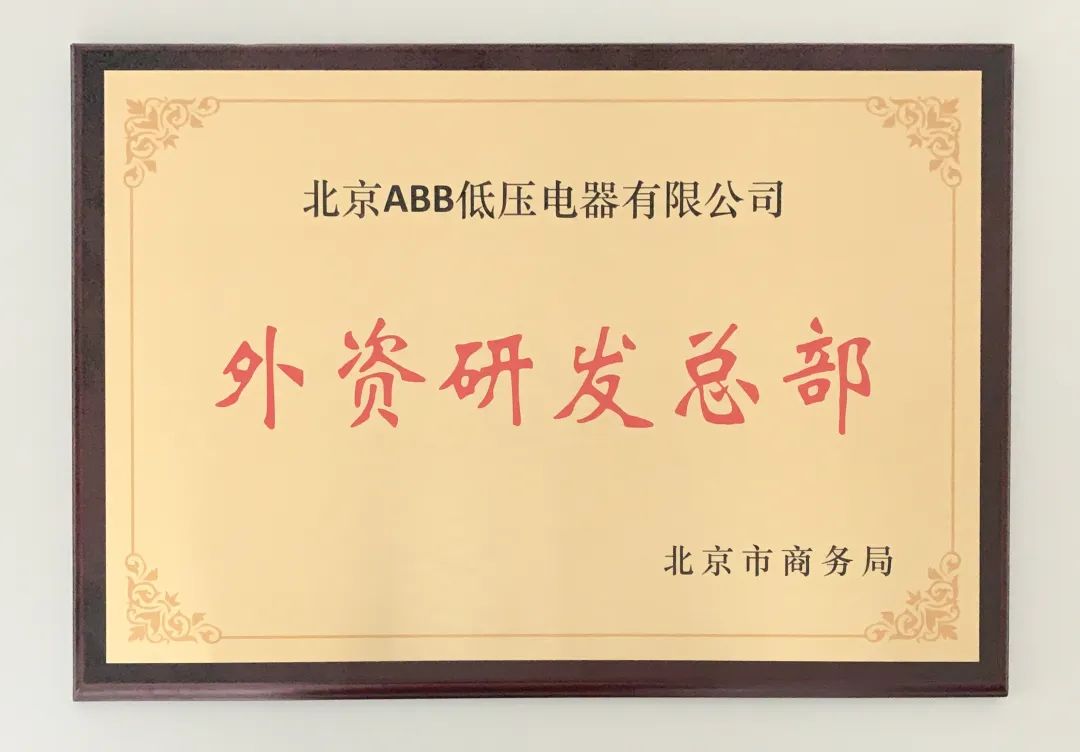 北京ABB低压电器有限公司
外资研发总部
北京市商务局